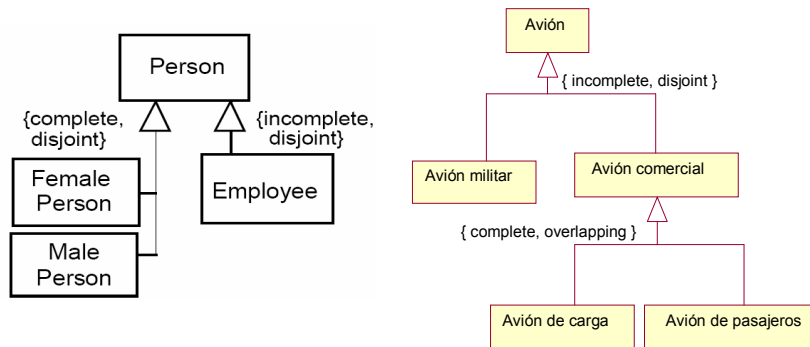 Person
{complete,
disjoint}
{incomplete,
disjoint}
Female
Person
Employee
Male
Person
Avión
{ incomplete, disjoint }
Avión militar
Avión comercial
{ complete, overlapping }
Avión de carga
Avión de pasajeros